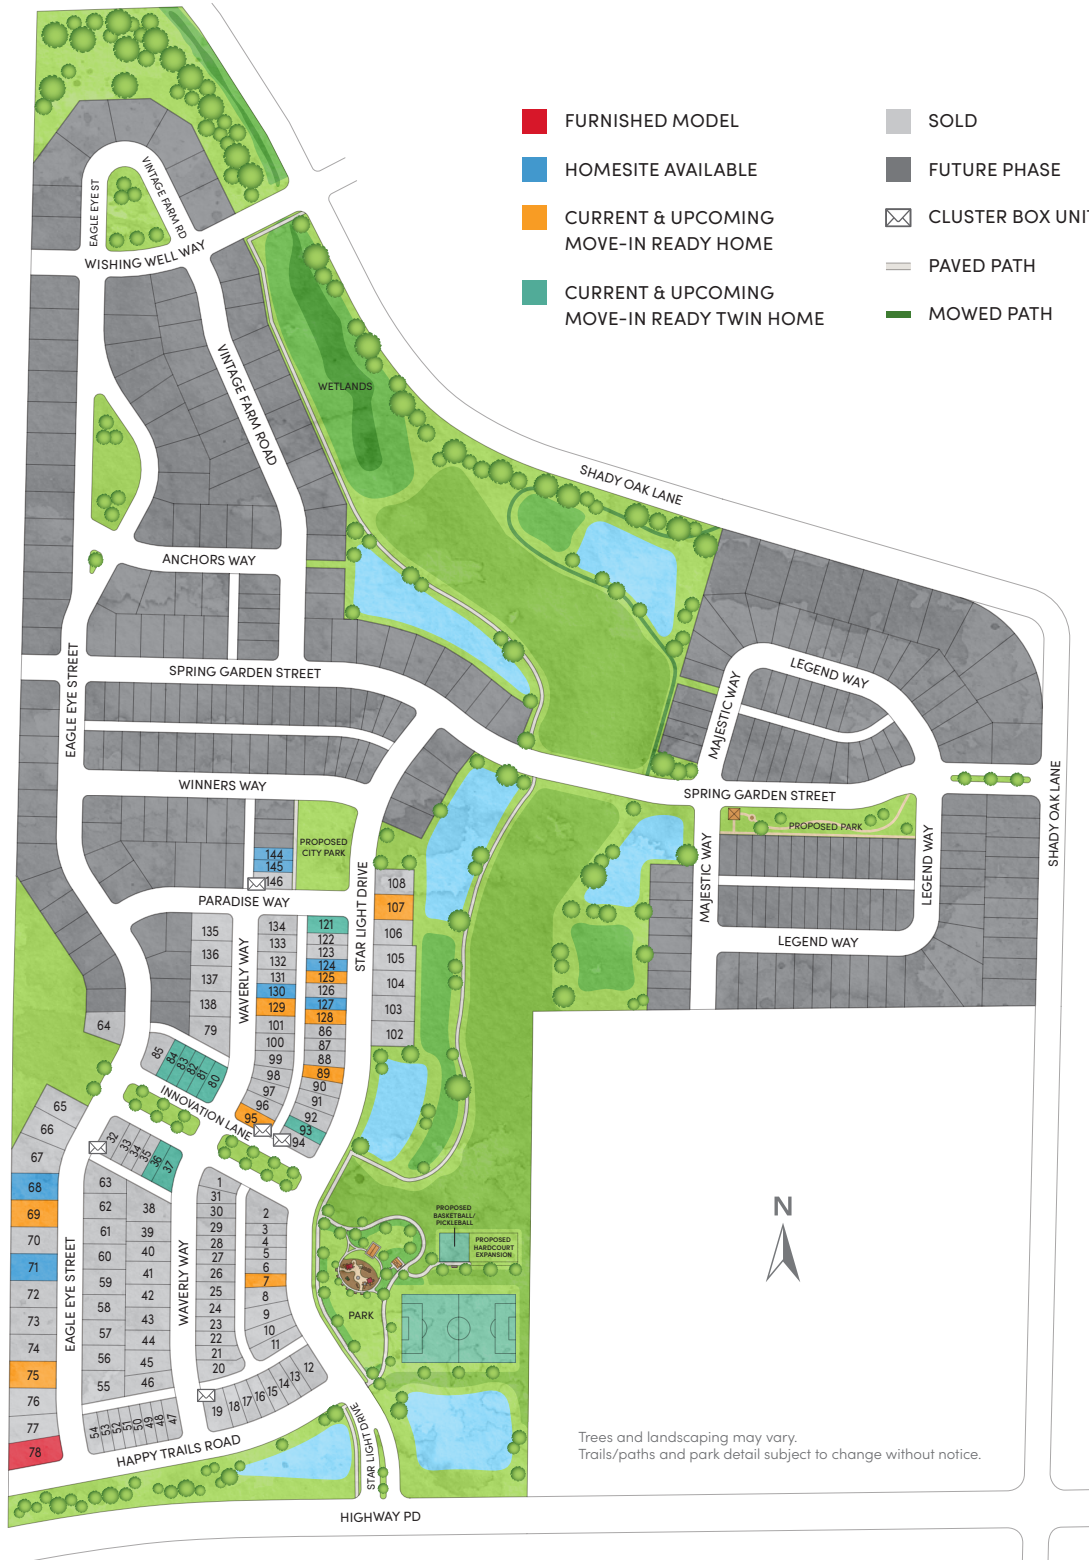 FURNISHED MODEL
HOMESITE AVAILABLE
CURRENT & UPCOMING
MOVE-IN READY HOME
CURRENT & UPCOMING
MOVE-IN READY TWIN HOME
SOLD
FUTURE PHASE
CLUSTER BOX UNIT
PAVED PATH
MOWED PATH
EAGLE EYE ST
VINTAGE FARM RD
WISHING WELL WAY
VINTAGE FARM ROAD
WETLANDS
SHADY OAK LANE
ANCHORS WAY
SPRING GARDEN STREET
EAGLE EYE STREET
WINNERS WAY
MAJESTIC WAY
LEGEND WAY
SPRING GARDEN STREET
SHADY OAK LANE
PROPOSED PARK
MAJESTIC WAY
LEGEND WAY
LEGEND WAY
PROPOSED
CITY PARK
144
145
146
PARADISE WAY
STAR LIGHT DRIVE
108
107
106
105
104
103
102
135
136
137
138
79
WAVERLY WAY
134
133
132
131
130
129
101
100
99
98
97
96
95
121
122
123
124
125
126
127
128
86
87
88
89
90
91
92
93
94
64
85
84
83
82
81
80
INNOVATION LANE
65
66
67
68
69
70
71
72
73
74
75
76
77
78
32
33
34
35
36
37
EAGLE EYE STREET
63
62
61
60
59
58
57
56
55
38
39
40
41
42
43
44
45
46
54
53
52
51
50
49
48
47
WAVERLY WAY
1
31
30
29
28
27
26
25
24
23
22
21
20
2
3
4
5
6
7
8
9
10
11
19
18
17
16
15
14
13
12
HAPPY TRAILS ROAD
PROPOSED
BASKETBALL/
PICKLEBALL
PROPOSED
HARDCOURT
EXPANSION
PARK
N
STAR LIGHT DRIVE
HIGHWAY PD
Trees and landscaping may vary.
Trails/paths and park detail subject to change without notice.